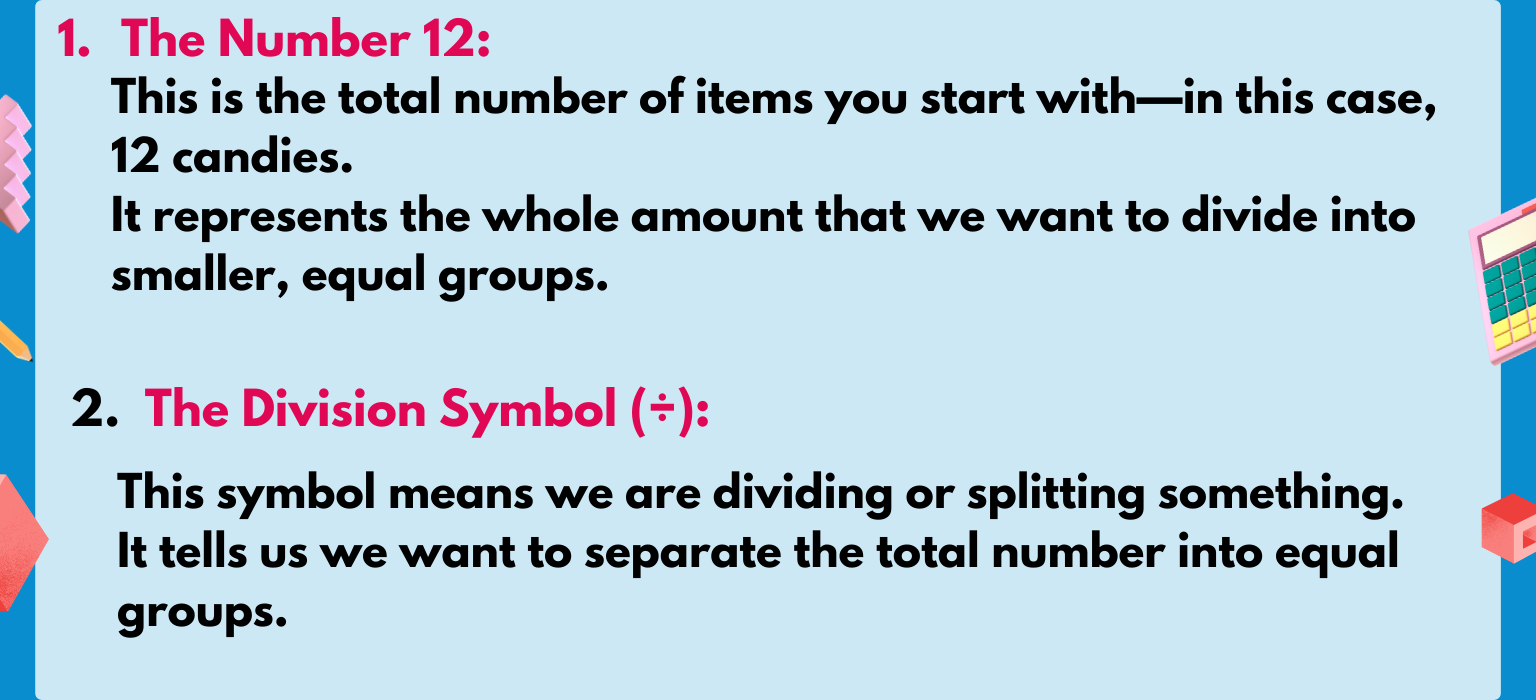 1. The Number 12:
This is the total number of items you start with—in this case,
12 candies.
It represents the whole amount that we want to divide into
smaller, equal groups.
2. The Division Symbol (÷):
This symbol means we are dividing or splitting something.
It tells us we want to separate the total number into equal
groups.